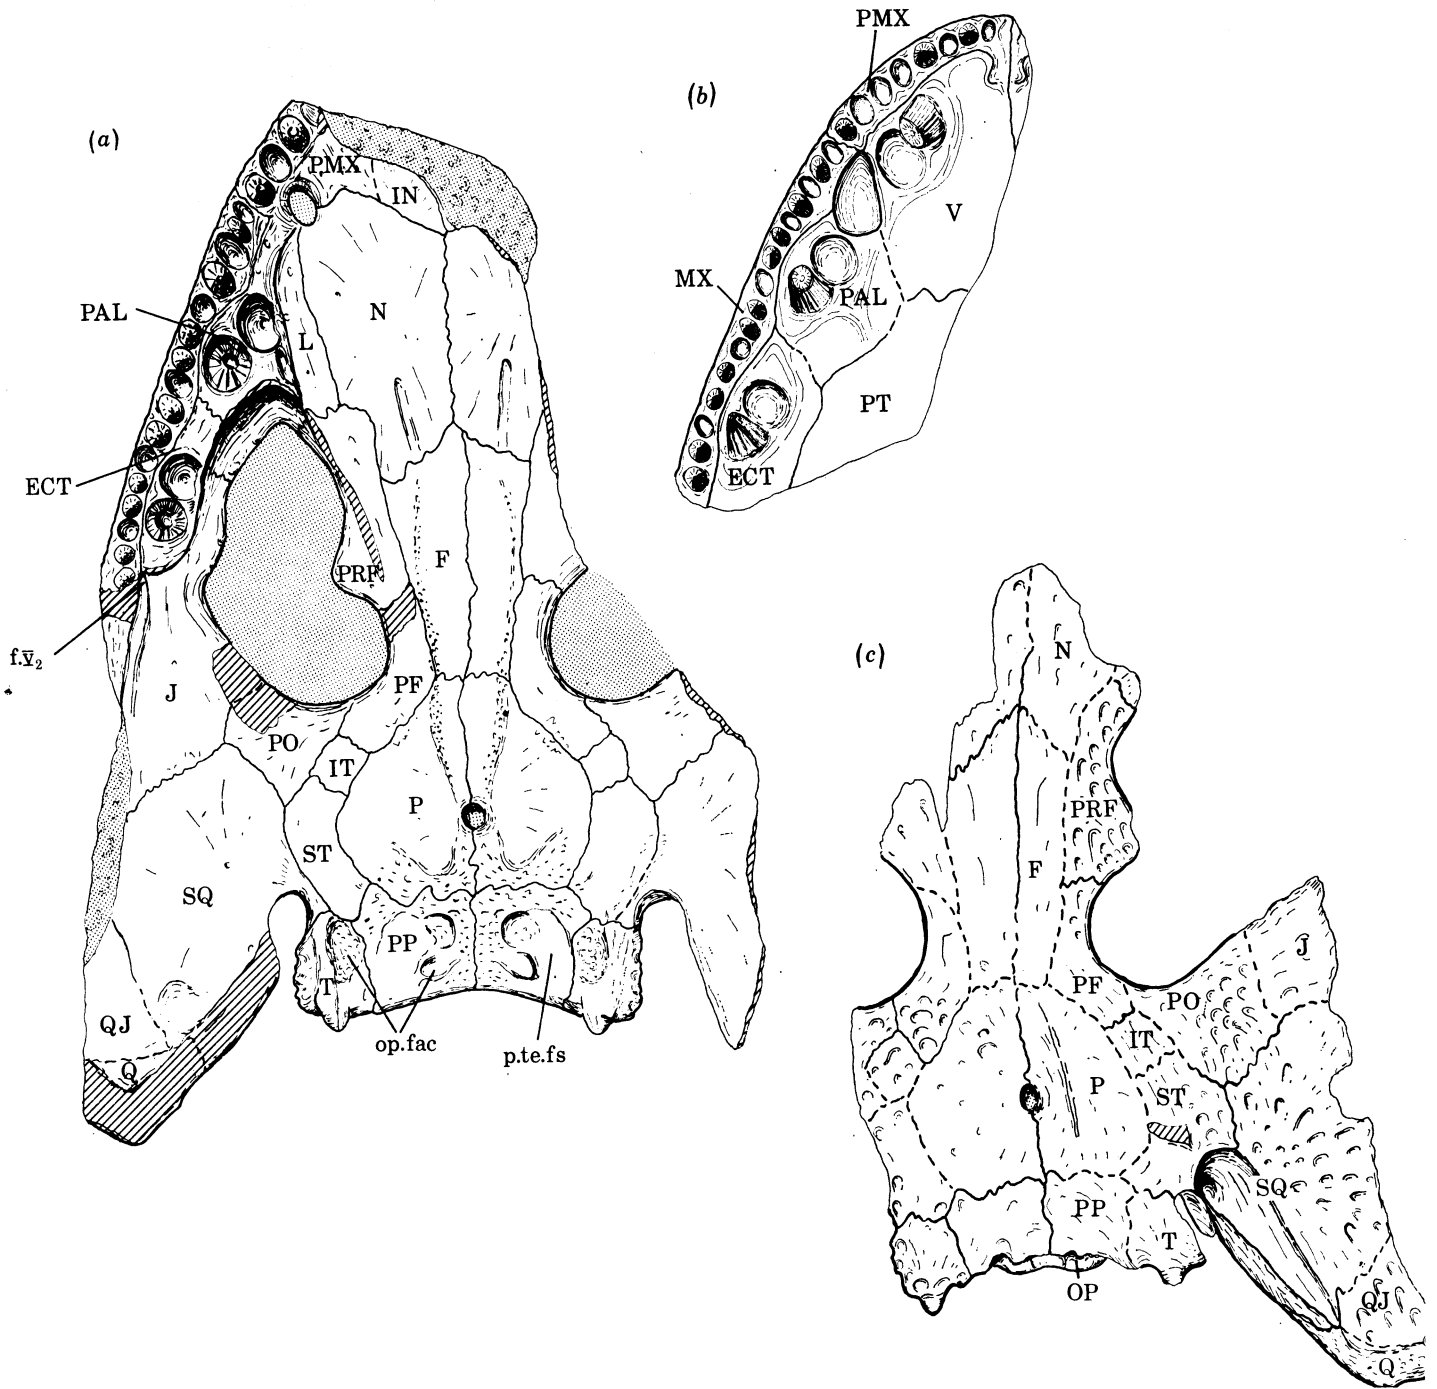 (a)
PMX
IN
N
PAL
L
ECT
F
PRF
f.V̅₂
J
PF
PO
IT
P
ST
SQ
PP
T
QJ
op.fac
p.te.fs
Q
(b)
PMX
V
MX
PAL
PT
ECT
(c)
N
PRF
F
J
PF
PO
IT
P
ST
SQ
PP
T
OP
QJ
Q